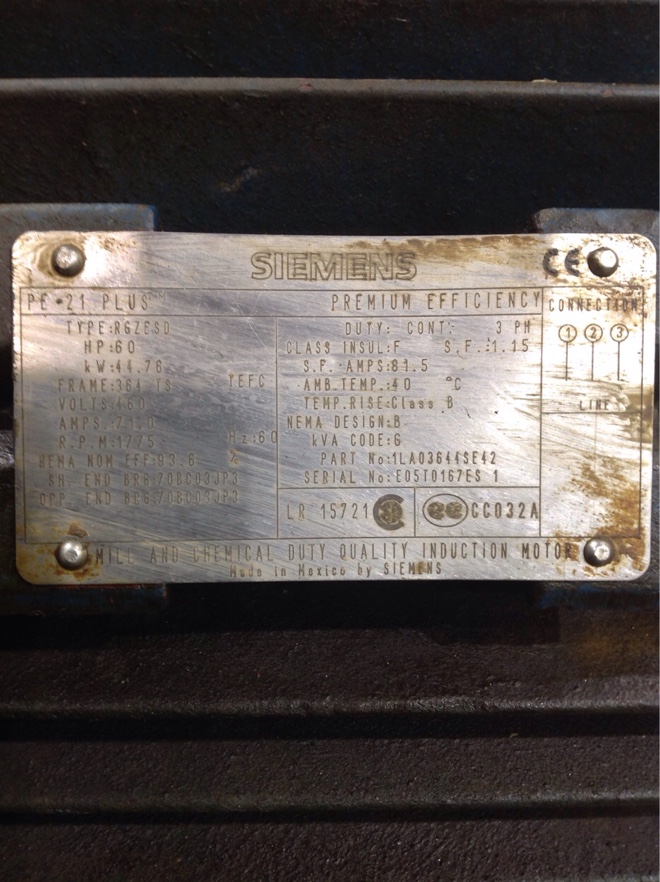 SIEMENS CE
PE•21 PLUS™ PREMIUM EFFICIENCY
CONNECTION
TYPE:RGZESD
HP:60
kW:44.76
FRAME:364 TS TEFC
VOLTS:460
AMPS:71.0
R.P.M:1775 Hz:60
NEMA NOM EFF:93.6 %
SH. END BRG:70BC03JP3
OPP. END BRG:70BC03JP3
DUTY: CONT. 3 PH
CLASS INSUL:F S.F.:1.15
S.F. AMPS:81.5
AMB.TEMP.:40 °C
TEMP.RISE:Class B
NEMA DESIGN:B
kVA CODE:G
PART No:1LA03644SE42
SERIAL No:E05T0167ES 1
1 2 3
LINE
LR 15721 CC032A
MILL AND CHEMICAL DUTY QUALITY INDUCTION MOTOR
Made in Mexico by SIEMENS